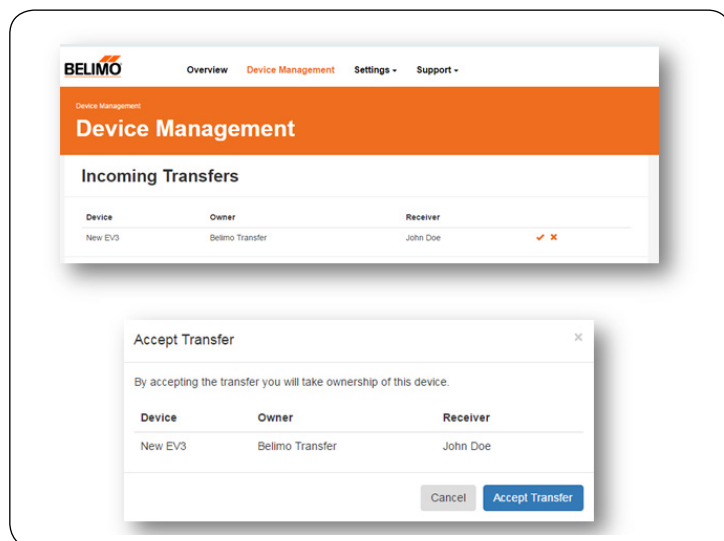 BELIMO Overview Device Management Settings Support
Device Management
Device Management
Incoming Transfers
Device Owner Receiver
New EV3 Belimo Transfer John Doe
Accept Transfer ×
By accepting the transfer you will take ownership of this device.
Device Owner Receiver
New EV3 Belimo Transfer John Doe
Cancel Accept Transfer